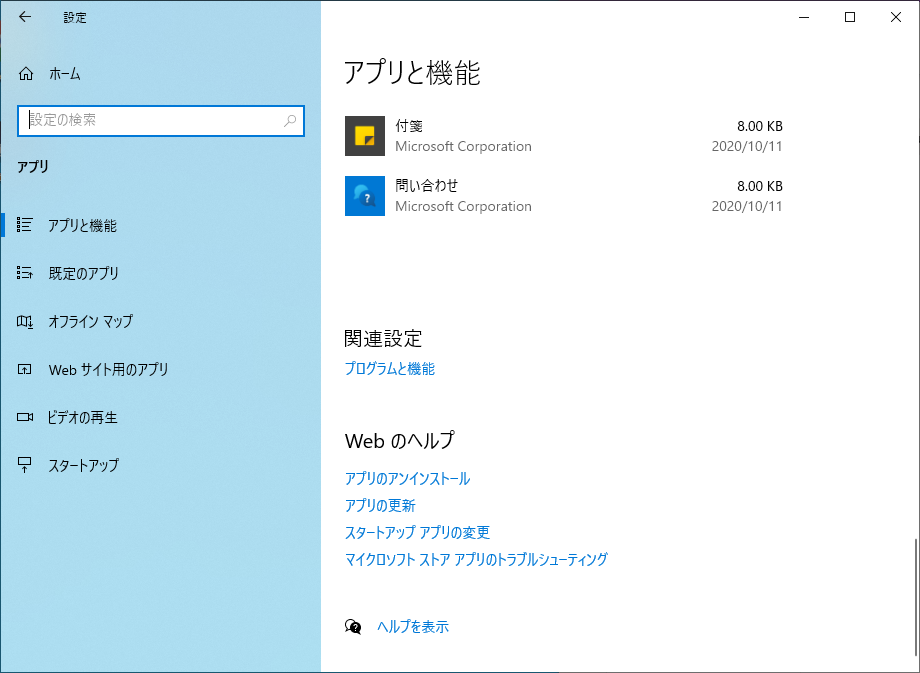 設定
ホーム
設定の検索
アプリ
アプリと機能
既定のアプリ
オフライン マップ
Web サイト用のアプリ
ビデオの再生
スタートアップ
アプリと機能
付箋 8.00 KB
Microsoft Corporation 2020/10/11
問い合わせ 8.00 KB
Microsoft Corporation 2020/10/11
関連設定
プログラムと機能
Web のヘルプ
アプリのアンインストール
アプリの更新
スタートアップ アプリの変更
マイクロソフト ストア アプリのトラブルシューティング
ヘルプを表示